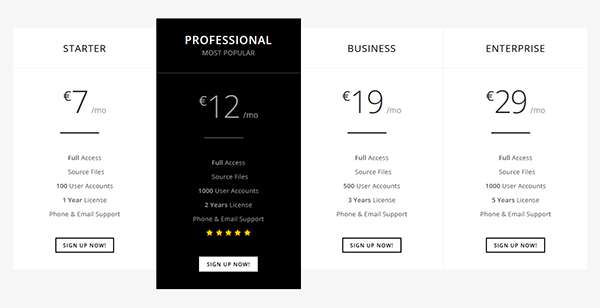 STARTER
€7 /mo
Full Access
Source Files
100 User Accounts
1 Year License
Phone & Email Support
SIGN UP NOW!
PROFESSIONAL
MOST POPULAR
€12 /mo
Full Access
Source Files
1000 User Accounts
2 Years License
Phone & Email Support
SIGN UP NOW!
BUSINESS
€19 /mo
Full Access
Source Files
500 User Accounts
3 Years License
Phone & Email Support
SIGN UP NOW!
ENTERPRISE
€29 /mo
Full Access
Source Files
1000 User Accounts
5 Years License
Phone & Email Support
SIGN UP NOW!